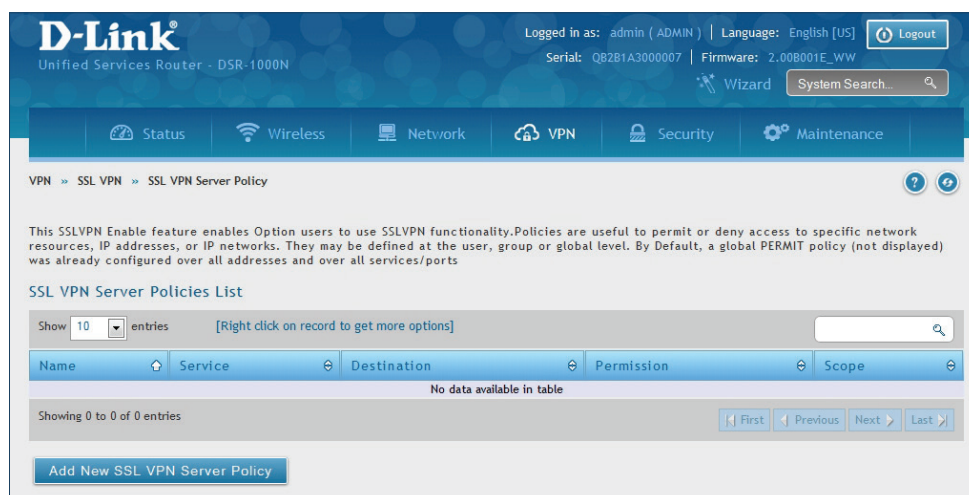 D-Link®
Unified Services Router - DSR-1000N
Logged in as: admin ( ADMIN ) | Language: English [US]
Logout
Serial: QB2B1A3000007 | Firmware: 2.00B001E_WW
Wizard
System Search...
Status
Wireless
Network
VPN
Security
Maintenance
VPN » SSL VPN » SSL VPN Server Policy
?
This SSLVPN Enable feature enables Option users to use SSLVPN functionality.Policies are useful to permit or deny access to specific network
resources, IP addresses, or IP networks. They may be defined at the user, group or global level. By Default, a global PERMIT policy (not displayed)
was already configured over all addresses and over all services/ports
SSL VPN Server Policies List
Show 10 entries
[Right click on record to get more options]
Name Service Destination Permission Scope
No data available in table
Showing 0 to 0 of 0 entries
First Previous Next Last
Add New SSL VPN Server Policy